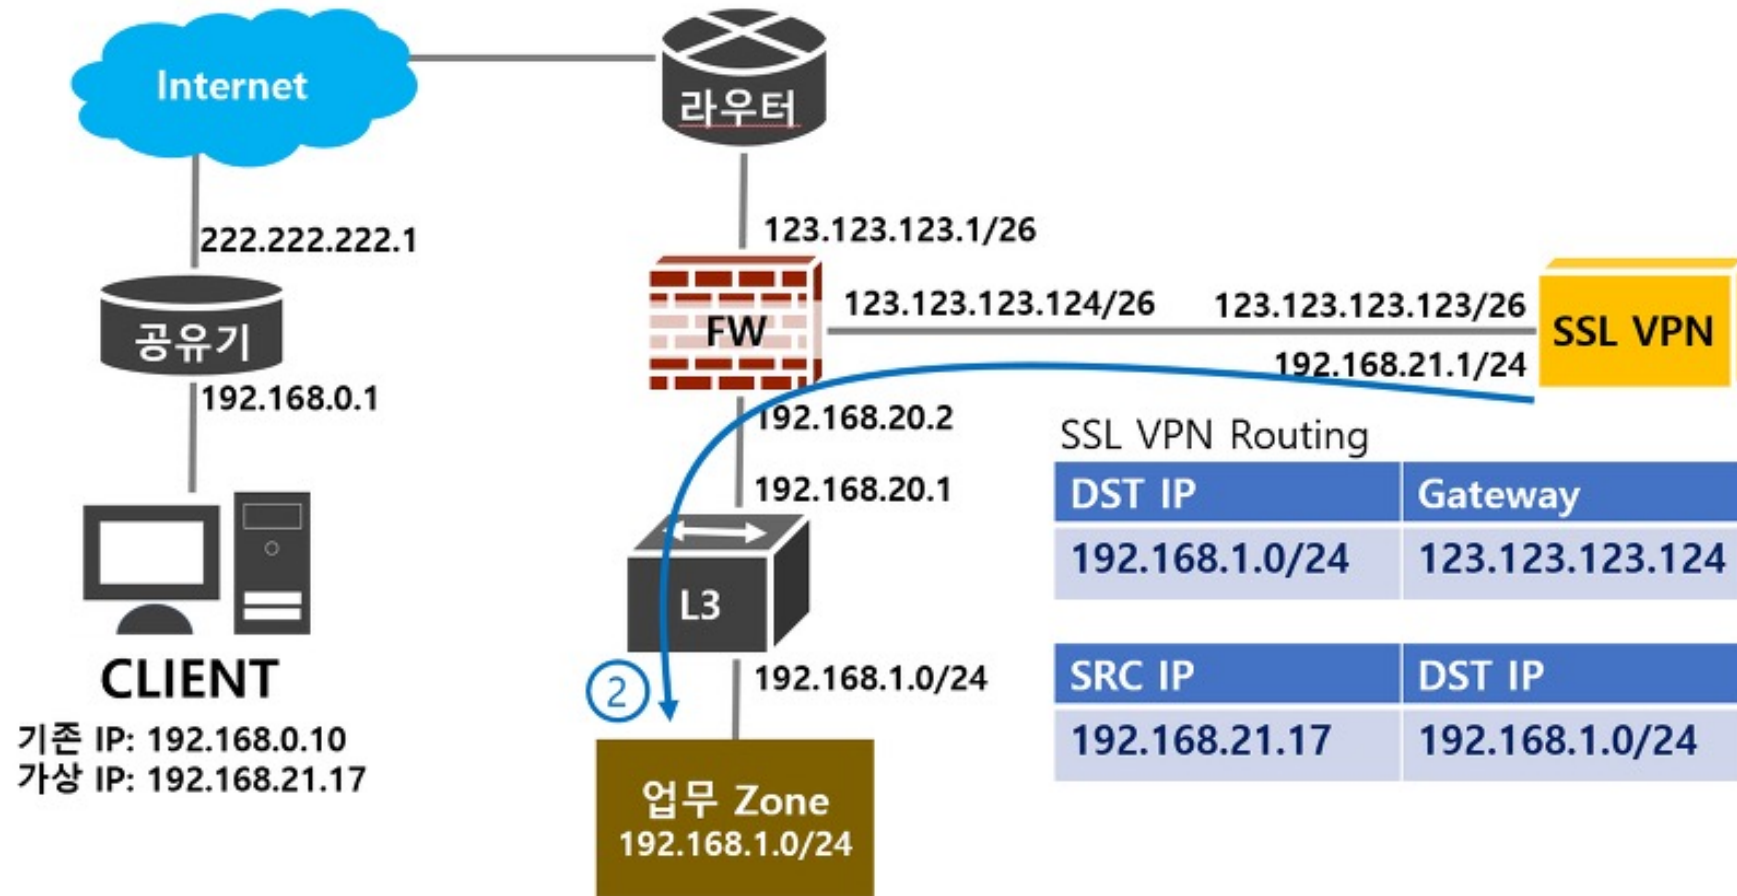 Internet
라우터
222.222.222.1
123.123.123.1/26
공유기
FW
123.123.123.124/26
123.123.123.123/26
SSL VPN
192.168.21.1/24
192.168.0.1
192.168.20.2
192.168.20.1
SSL VPN Routing
DST IP Gateway
192.168.1.0/24 123.123.123.124
L3
CLIENT
기존 IP: 192.168.0.10
가상 IP: 192.168.21.17
2
192.168.1.0/24
SRC IP DST IP
192.168.21.17 192.168.1.0/24
업무 Zone
192.168.1.0/24